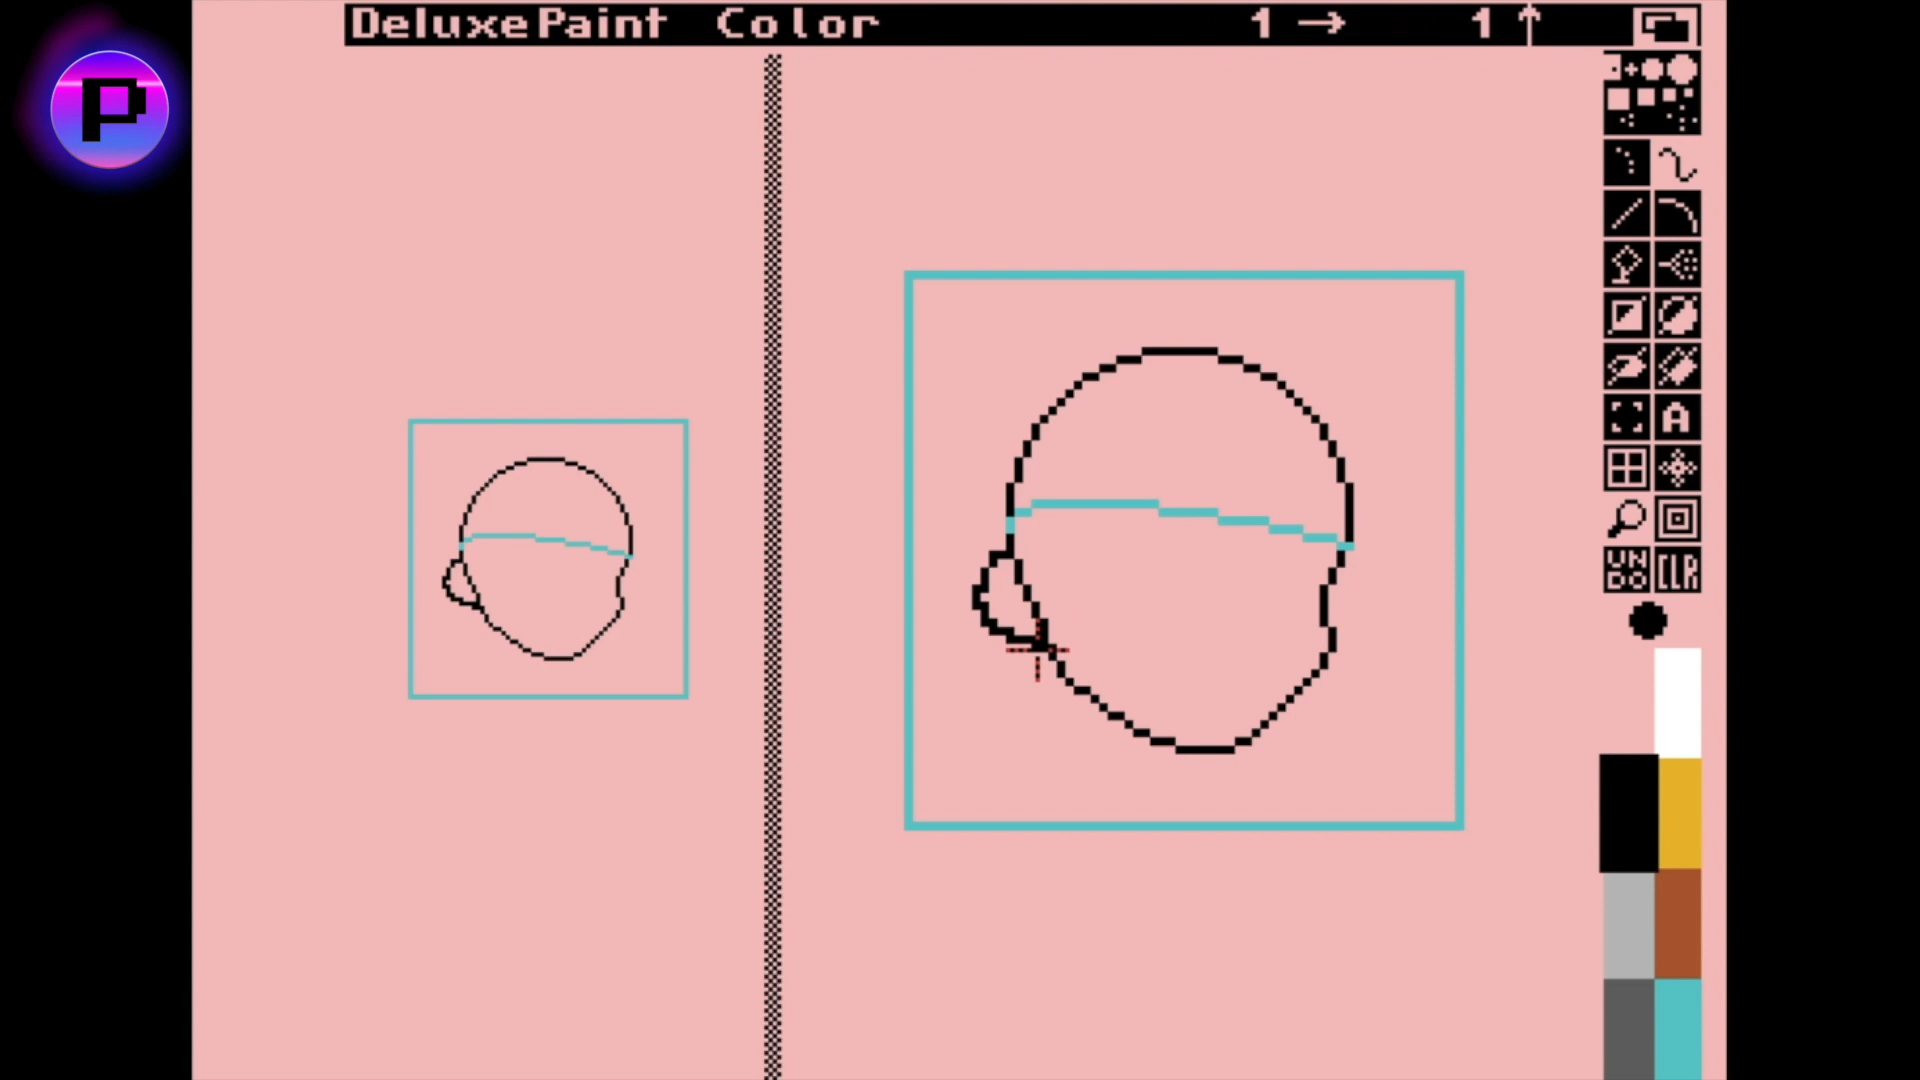 DeluxePaint Color 1 → 1 ↑
P
A
UN
DO CLR